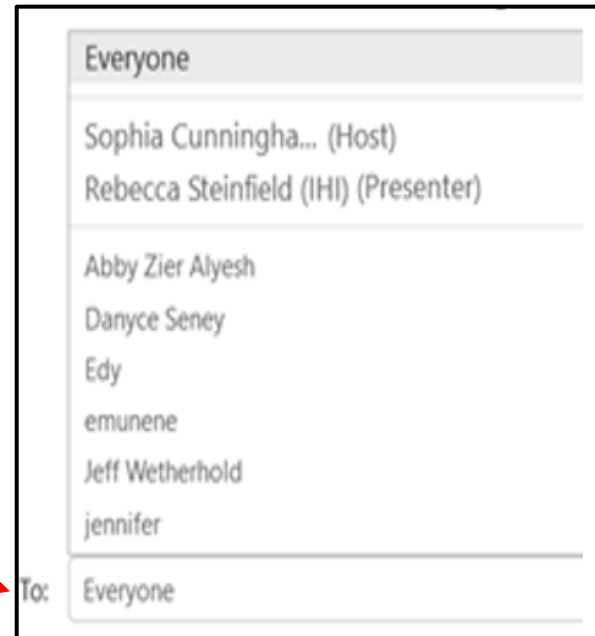 Everyone
Sophia Cunningha... (Host)
Rebecca Steinfield (IHI) (Presenter)
Abby Zier Alyesh
Danyce Seney
Edy
emunene
Jeff Wetherhold
jennifer
To: Everyone